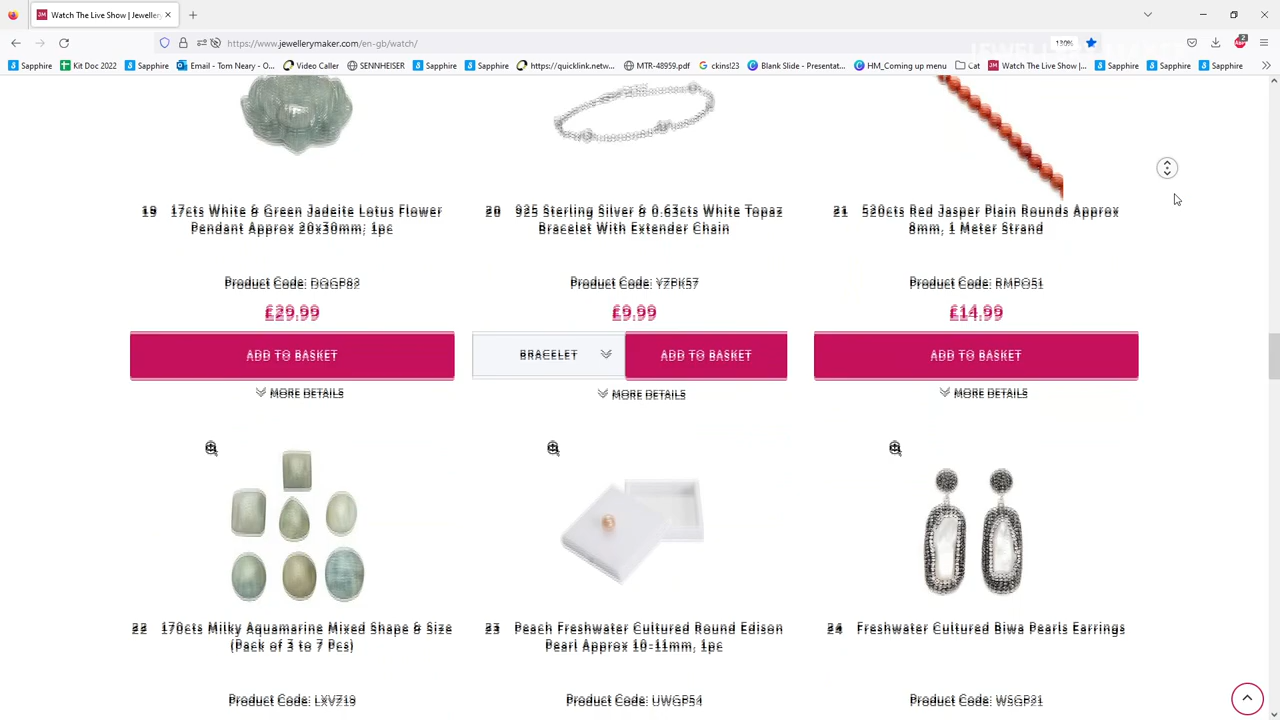 Watch The Live Show | Jeweller
https://www.jewellerymaker.com/ gb/watch/
120%
2
Sapphire
Kit Doc 2022
Sapphire
Email - Tom Neary - O...
Video Caller
SENNHEISER
Sapphire
Sapphire
https://quicklink.netw...
MTR-48959.pdf
ckins!23
Blank Slide - Presentat...
HM_Coming up menu
Cat
Watch The Live Show |...
Sapphire
Sapphire
Sapphire
19 17cts White & Green Jadeite Lotus Flower
Pendant Approx 20x30mm, 1pc
Product Code:
£29.99
ADD TO BASKET
MORE DETAILS
20 925 Sterling Silver & 0.63cts White Topaz
Bracelet With Extender Chain
Product Code: YZPK57
£9.99
BRACELET
ADD TO BASKET
MORE DETAILS
21 520cts Red Jasper Plain Rounds Approx
8mm, 1 Meter Strand
Product Code:
£14.99
ADD TO BASKET
MORE DETAILS
22 170cts Milky Aquamarine Mixed Shape & Size
(Pack of 3 to 7 Pcs)
Product Code: LXVZ19
23 Peach Freshwater Cultured Round Edison
Pearl Approx 10-11mm, 1pc
Product Code: UWGP54
24 Freshwater Cultured Biwa Pearls Earrings
Product Code: